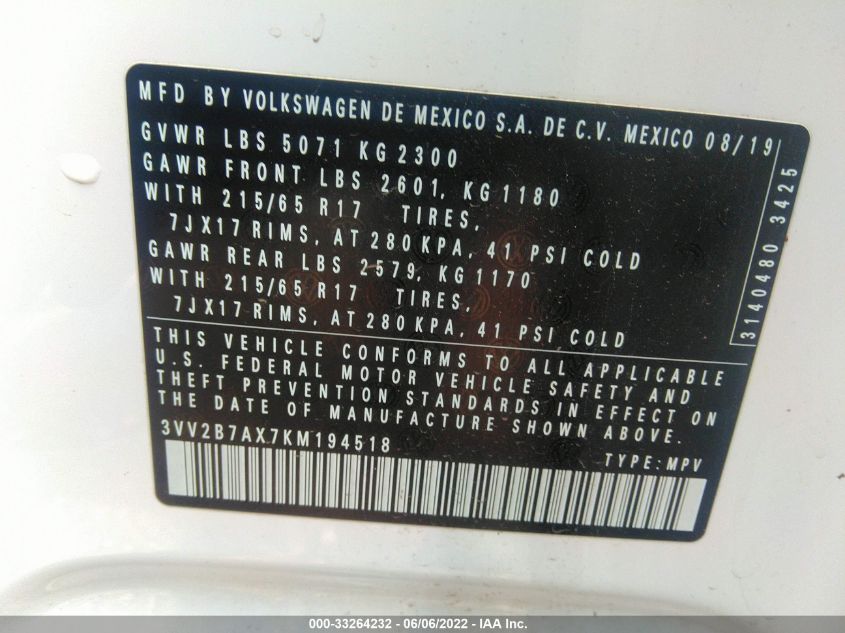 MFD BY VOLKSWAGEN DE MEXICO S.A. DE C.V. MEXICO 08/19
GVWR LBS 5071 KG 2300
GAWR FRONT LBS 2601, KG 1180
WITH 215/65 R17 TIRES,
7JX17 RIMS, AT 280 KPA, 41 PSI COLD
GAWR REAR LBS 2579, KG 1170
WITH 215/65 R17 TIRES,
7JX17 RIMS, AT 280 KPA, 41 PSI COLD
THIS VEHICLE CONFORMS TO ALL APPLICABLE
U.S. FEDERAL MOTOR VEHICLE SAFETY AND
THEFT PREVENTION STANDARDS IN EFFECT ON
THE DATE OF MANUFACTURE SHOWN ABOVE.
3VV2B7AX7KM194518
TYPE: MPV
3140480 3425
000-33264232 - 06/06/2022 - IAA Inc.